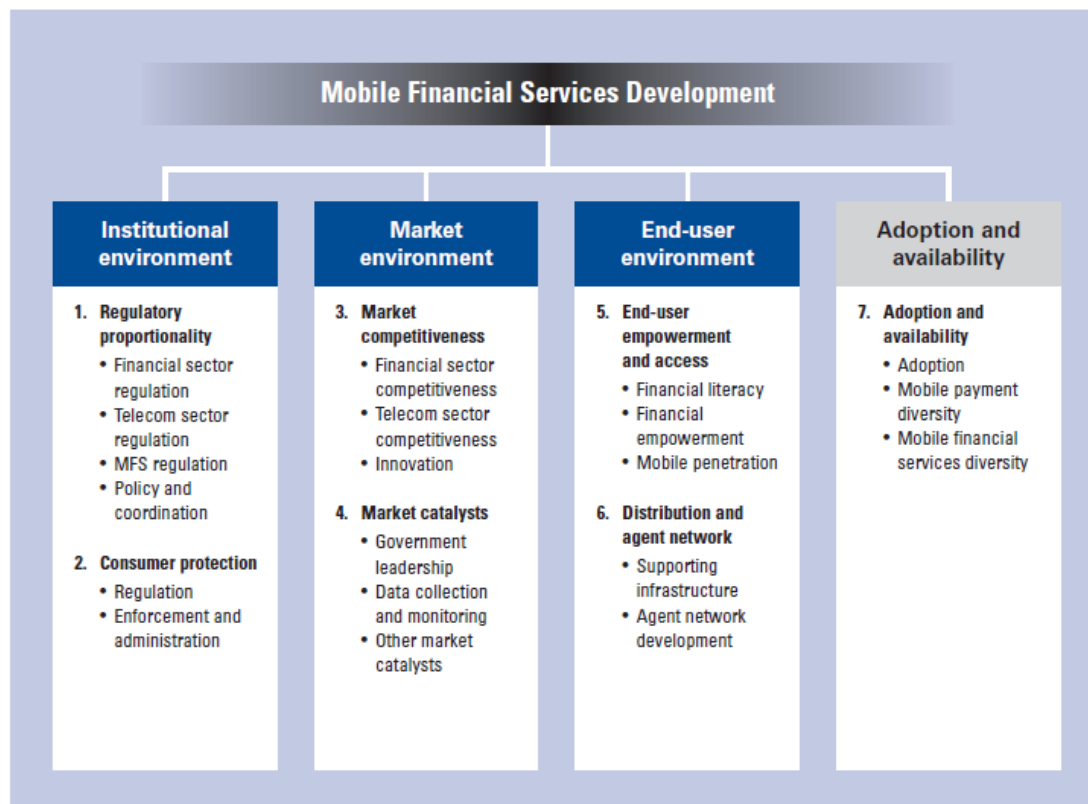 Mobile Financial Services Development
Institutional
environment
1. Regulatory
proportionality
• Financial sector
regulation
• Telecom sector
regulation
• MFS regulation
• Policy and
coordination
2. Consumer protection
• Regulation
• Enforcement and
administration
Market
environment
3. Market
competitiveness
• Financial sector
competitiveness
• Telecom sector
competitiveness
• Innovation
4. Market catalysts
• Government
leadership
• Data collection
and monitoring
• Other market
catalysts
End-user
environment
5. End-user
empowerment
and access
• Financial literacy
• Financial
empowerment
• Mobile penetration
6. Distribution and
agent network
• Supporting
infrastructure
• Agent network
development
Adoption and
availability
7. Adoption and
availability
• Adoption
• Mobile payment
diversity
• Mobile financial
services diversity